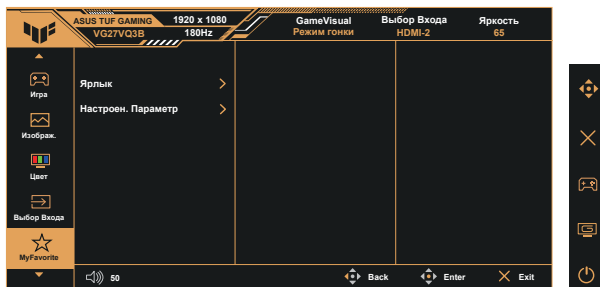 ASUS TUF GAMING
VG27VQ3B
1920 x 1080
180Hz
GameVisual
Режим гонки
Выбор Входа
HDMI-2
Яркость
65
Игра
Изображ.
Цвет
Выбор Входа
MyFavorite
Ярлык
Настроен. Параметр
50
Back
Enter
Exit